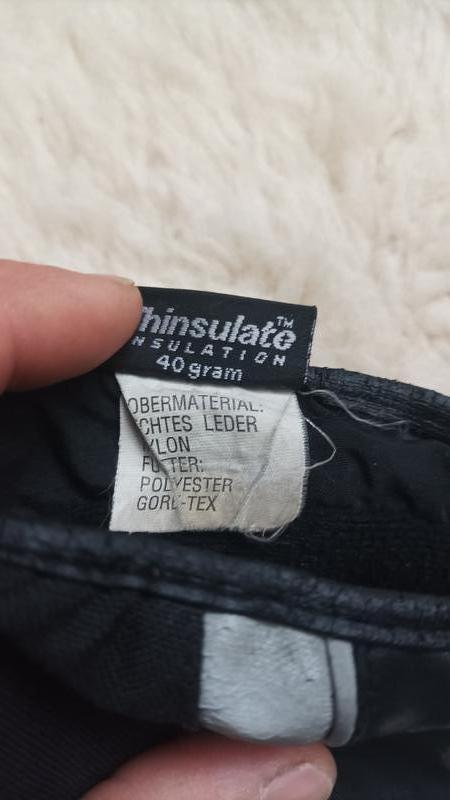 Thinsulate™
INSULATION
40 gram
OBERMATERIAL:
ECHTES LEDER
NYLON
FUTTER:
POLYESTER
GORE-TEX